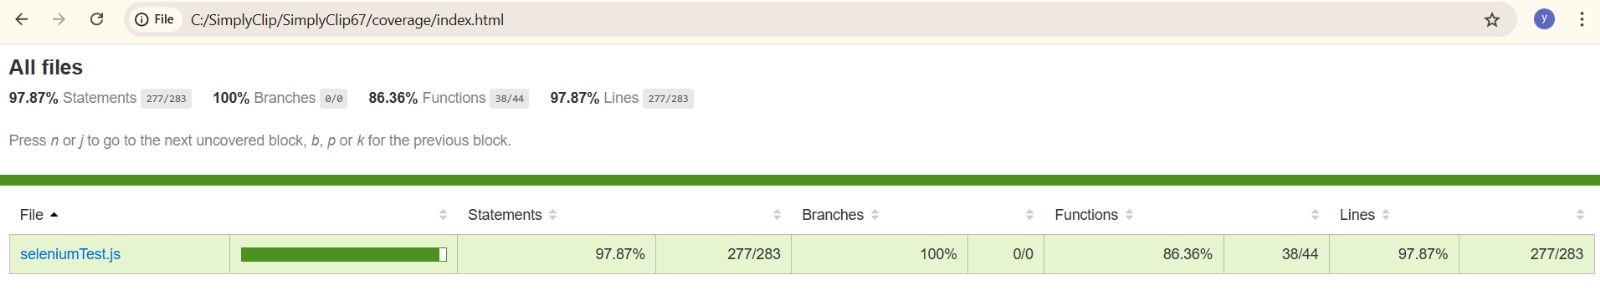 File C:/SimplyClip/SimplyClip67/coverage/index.html y
All files
97.87% Statements 277/283 100% Branches 0/0 86.36% Functions 38/44 97.87% Lines 277/283
Press n or j to go to the next uncovered block, b, p or k for the previous block.
File Statements Branches Functions Lines
seleniumTest.js 97.87% 277/283 100% 0/0 86.36% 38/44 97.87% 277/283